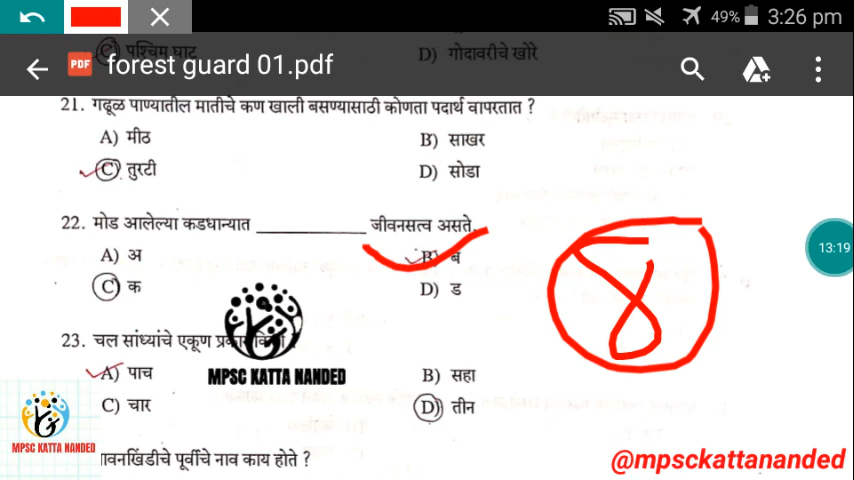 49% 3:26 pm
C) पश्चिम घाट D) गोदावरीचे खोरे
PDF forest guard 01.pdf
21. गढूळ पाण्यातील मातीचे कण खाली बसण्यासाठी कोणता पदार्थ वापरतात ?
A) मीठ B) साखर
C) तुरटी D) सोडा
22. मोड आलेल्या कडधान्यात ____________ जीवनसत्व असते.
A) अ B) ब
C) क D) ड
13:19
8
23. चल सांध्यांचे एकूण प्रकार किती ?
MPSC KATTA NANDED
A) पाच B) सहा
C) चार D) तीन
MPSC KATTA NANDED
पावनखिंडीचे पूर्वीचे नाव काय होते ?
@mpsckattananded